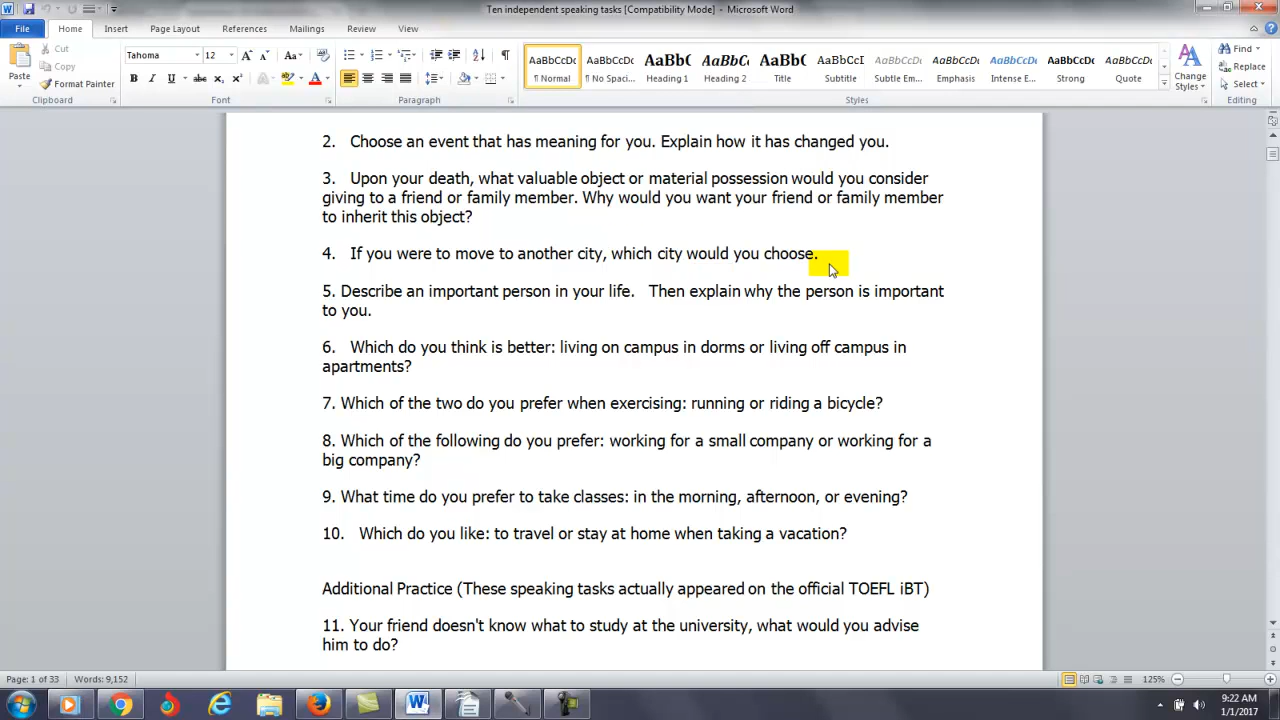 Ten independent speaking tasks [Compatibility Mode] - Microsoft Word
File Home Insert Page Layout References Mailings Review View
Paste Cut Copy Format Painter Clipboard
Tahoma 12 Font
Paragraph
AaBbCcDc AaBbCcDc AaBb( AaBbCc AaBb( AaBbCcI AaBbCcDc AaBbCcDc AaBbCcDc AaBbCcDc AaBbCcDc
¶ Normal ¶ No Spaci... Heading 1 Heading 2 Title Subtitle Subtle Em... Emphasis Intense E... Strong Quote
Styles
Change Styles
Find Replace Select Editing
2. Choose an event that has meaning for you. Explain how it has changed you.
3. Upon your death, what valuable object or material possession would you consider
giving to a friend or family member. Why would you want your friend or family member
to inherit this object?
4. If you were to move to another city, which city would you choose.
5. Describe an important person in your life. Then explain why the person is important
to you.
6. Which do you think is better: living on campus in dorms or living off campus in
apartments?
7. Which of the two do you prefer when exercising: running or riding a bicycle?
8. Which of the following do you prefer: working for a small company or working for a
big company?
9. What time do you prefer to take classes: in the morning, afternoon, or evening?
10. Which do you like: to travel or stay at home when taking a vacation?
Additional Practice (These speaking tasks actually appeared on the official TOEFL iBT)
11. Your friend doesn't know what to study at the university, what would you advise
him to do?
Page: 1 of 33 Words: 9,152 125%
9:22 AM
1/1/2017